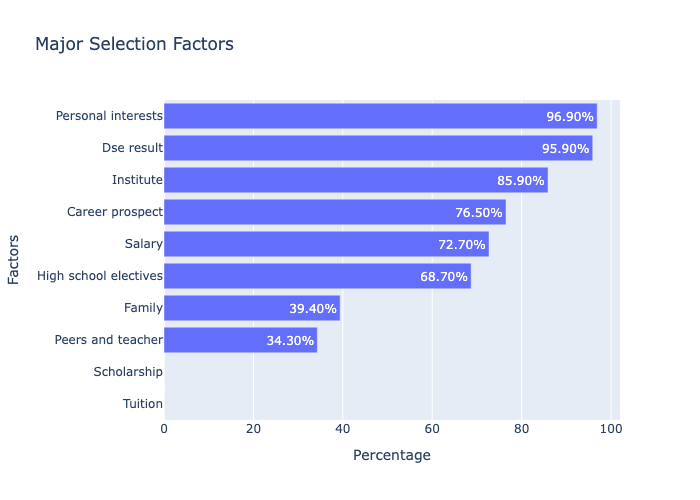 Major Selection Factors
Personal interests 96.90%
Dse result 95.90%
Institute 85.90%
Career prospect 76.50%
Salary 72.70%
High school electives 68.70%
Family 39.40%
Peers and teacher 34.30%
Scholarship
Tuition
Factors
0 20 40 60 80 100
Percentage